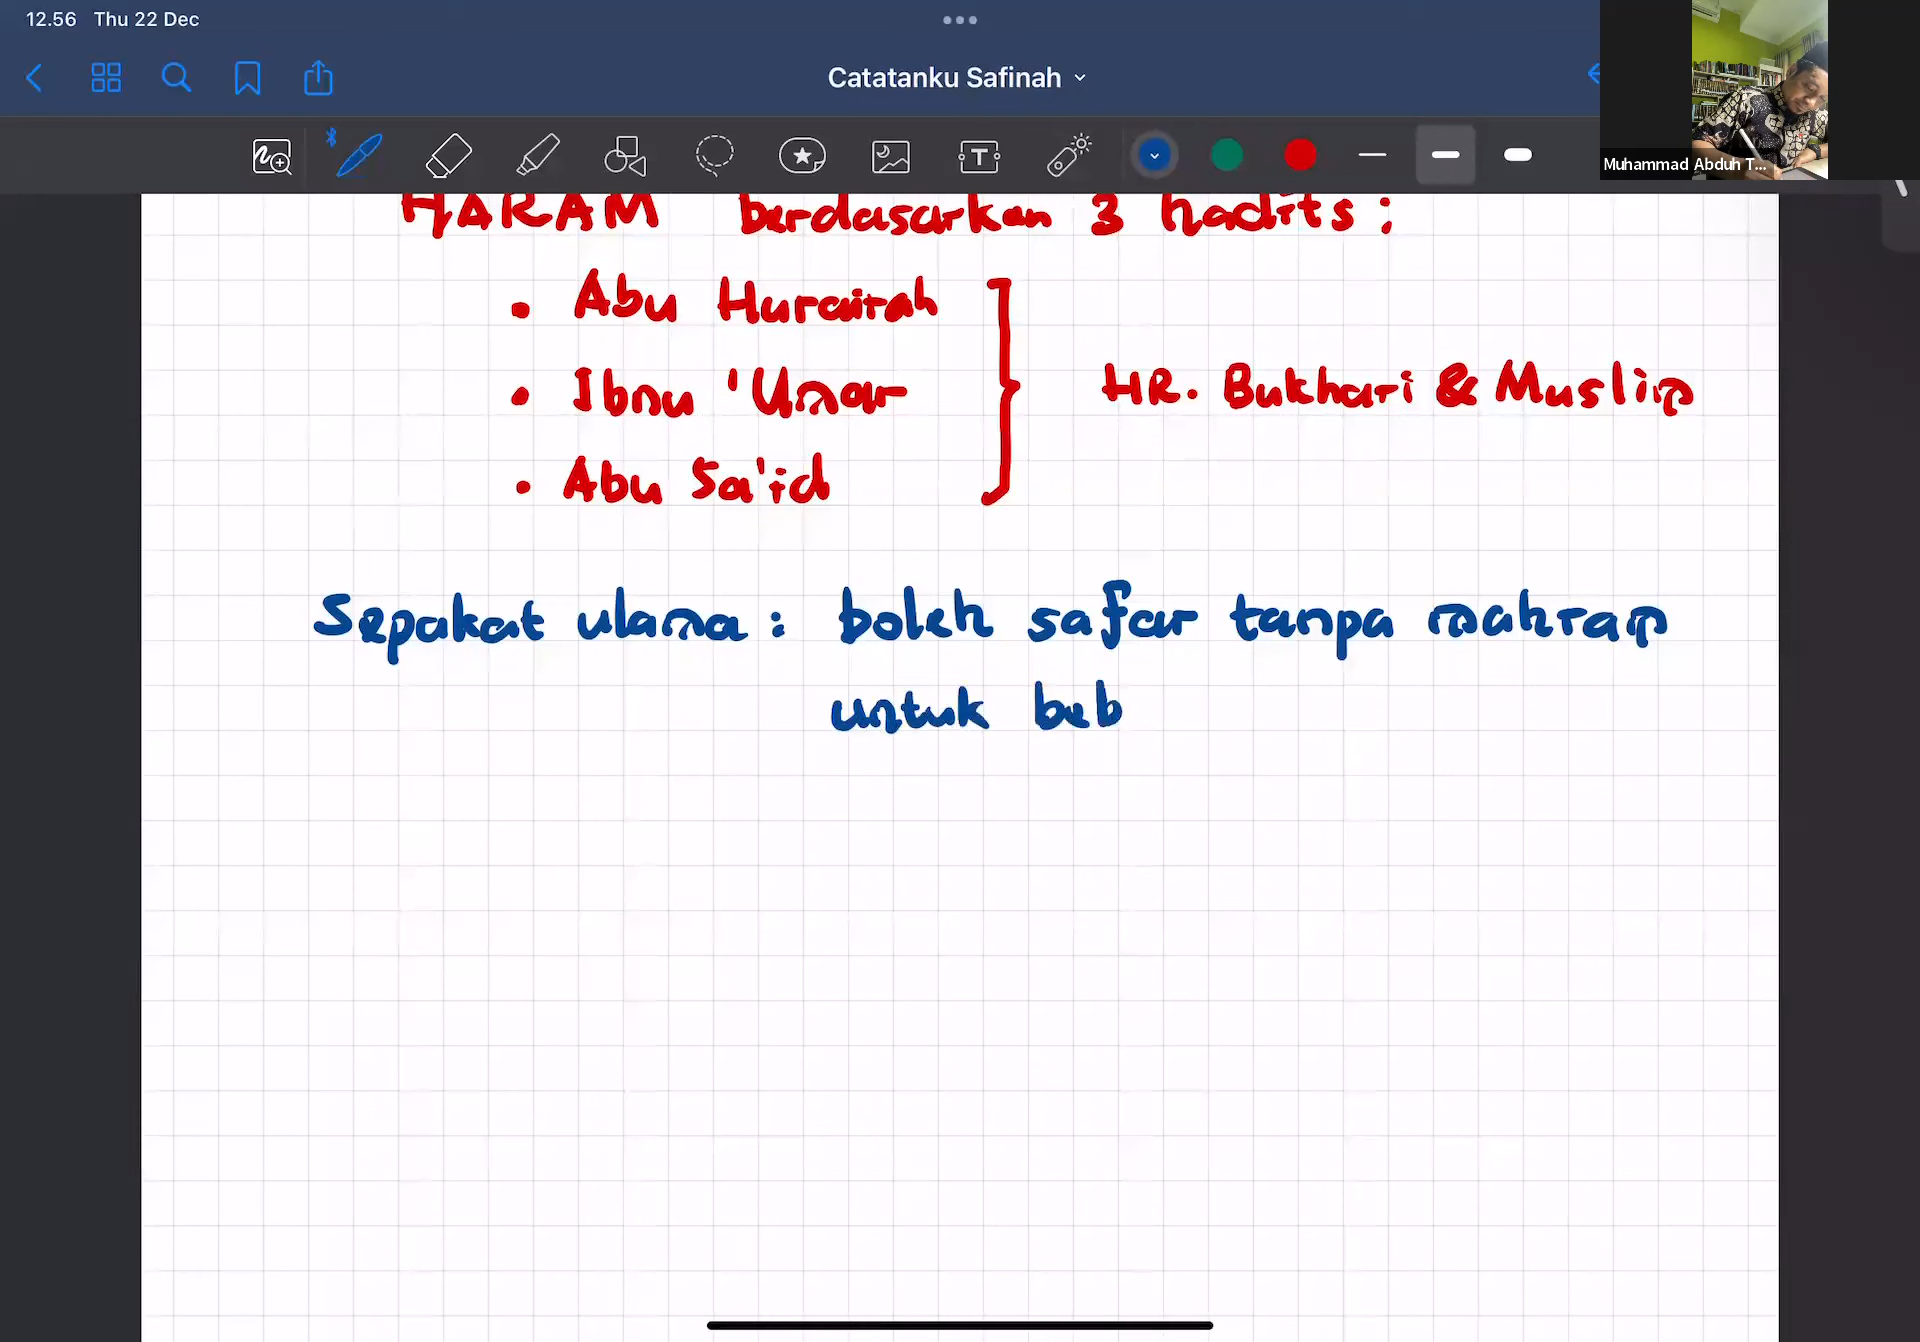 12.56 Thu 22 Dec
Catatanku Safinah
Muhammad Abduh T...
HARAM berdasarkan 3 hadits :
• Abu Hurairah
• Ibnu 'Umar
• Abu Sa'id
HR. Bukhari & Muslim
Sepakat ulama : boleh safar tanpa mahram
untuk beb